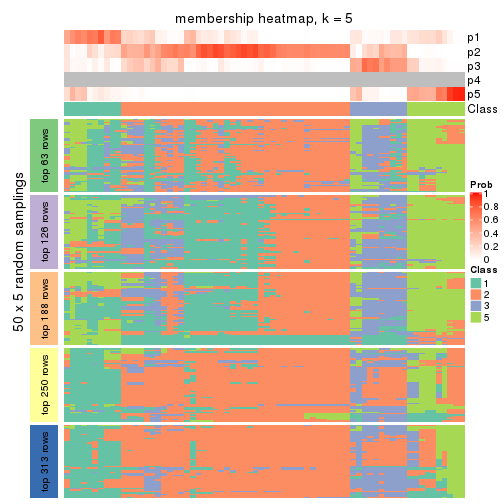 membership heatmap, k = 5
p1
p2
p3
p4
p5
Class
50 x 5 random samplings
top 63 rows
top 126 rows
top 188 rows
top 250 rows
top 313 rows
Prob
1
0.8
0.6
0.4
0.2
0
Class
1
2
3
5